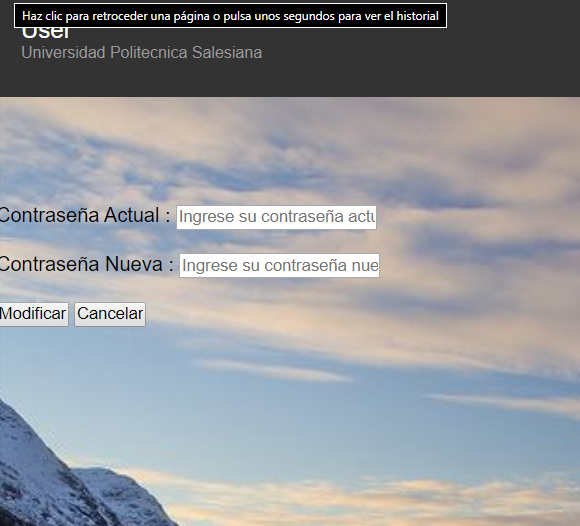 Haz clic para retroceder una página o pulsa unos segundos para ver el historial
User
Universidad Politecnica Salesiana
Contraseña Actual : Ingrese su contraseña actu
Contraseña Nueva : Ingrese su contraseña nue
Modificar Cancelar